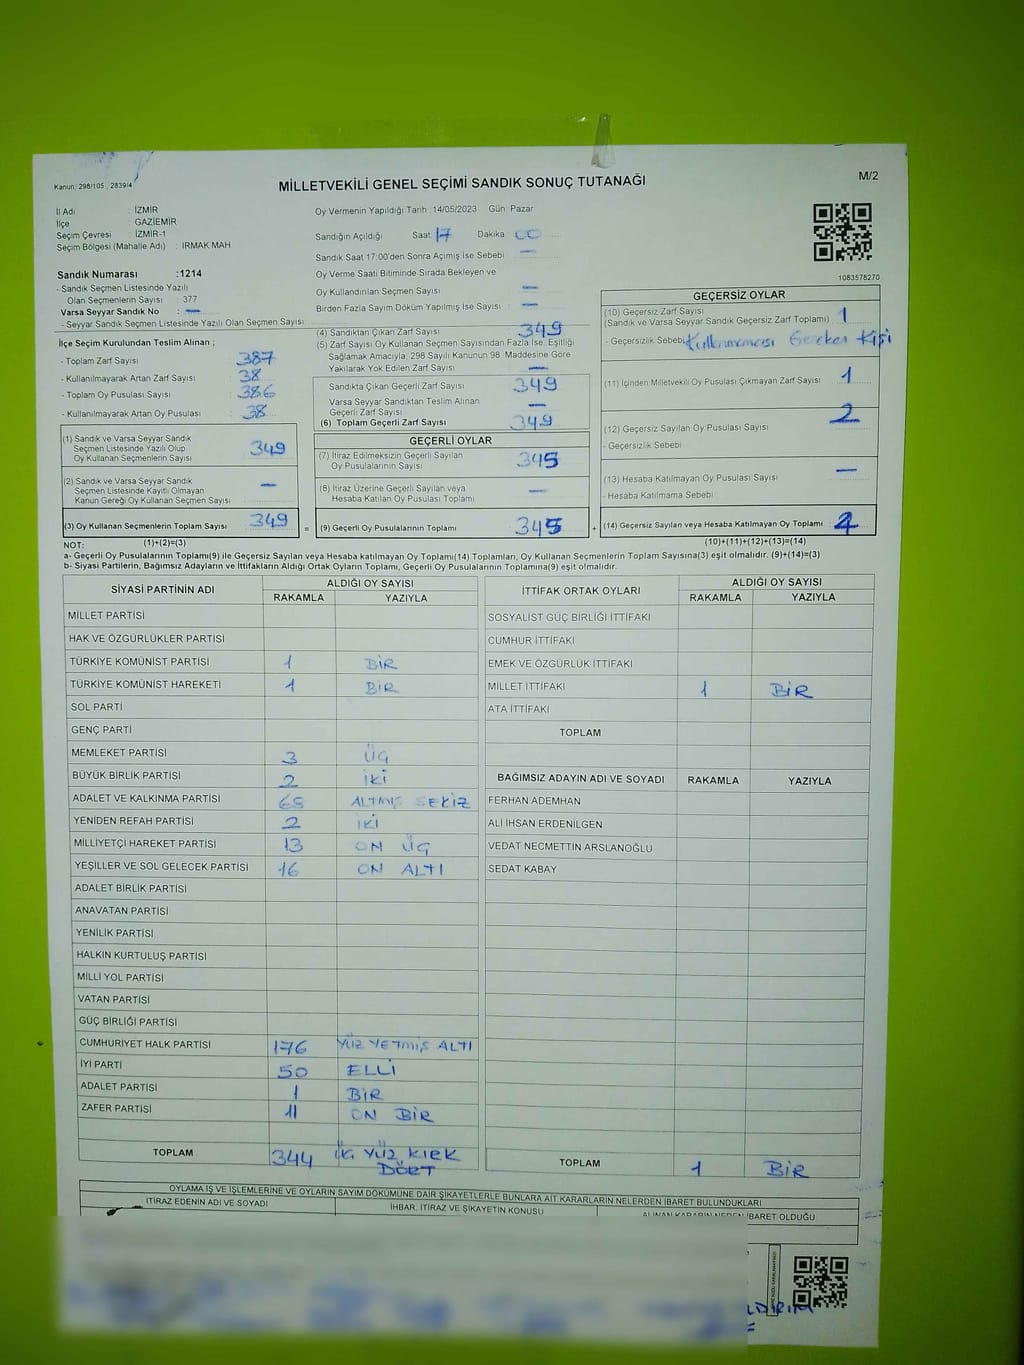 Kanun: 298/105 , 2839/4
MİLLETVEKİLİ GENEL SEÇİMİ SANDIK SONUÇ TUTANAĞI
M/2
İl Adı : İZMİR
İlçe : GAZİEMİR
Seçim Çevresi : İZMİR-1
Seçim Bölgesi (Mahalle Adı) : IRMAK MAH
Sandık Numarası :1214
- Sandık Seçmen Listesinde Yazılı
Olan Seçmenlerin Sayısı : 377
Varsa Seyyar Sandık No : —
- Seyyar Sandık Seçmen Listesinde Yazılı Olan Seçmen Sayısı:
İlçe Seçim Kurulundan Teslim Alınan ;
- Toplam Zarf Sayısı : 387
- Kullanılmayarak Artan Zarf Sayısı : 38
- Toplam Oy Pusulası Sayısı : 386
- Kullanılmayarak Artan Oy Pusulası : 38
(1) Sandık ve Varsa Seyyar Sandık
Seçmen Listesinde Yazılı Olup
Oy Kullanan Seçmenlerin Sayısı : 349
(2) Sandık ve Varsa Seyyar Sandık
Seçmen Listesinde Kayıtlı Olmayan
Kanun Gereği Oy Kullanan Seçmen Sayısı : —
(3) Oy Kullanan Seçmenlerin Toplam Sayısı : 349
(1)+(2)=(3)
Oy Vermenin Yapıldığı Tarih :14/05/2023 Gün: Pazar
Sandığın Açıldığı Saat: 17 Dakika : 00
Sandık Saat 17:00'den Sonra Açılmış İse Sebebi : —
Oy Verme Saati Bitiminde Sırada Bekleyen ve
Oy Kullandırılan Seçmen Sayısı : —
Birden Fazla Sayım Döküm Yapılmış İse Sayısı : —
(4) Sandıktan Çıkan Zarf Sayısı : 349
(5) Zarf Sayısı Oy Kullanan Seçmen Sayısından Fazla İse, Eşitliği
Sağlamak Amacıyla, 298 Sayılı Kanunun 98. Maddesine Göre
Yakılarak Yok Edilen Zarf Sayısı : —
Sandıkta Çıkan Geçerli Zarf Sayısı : 349
Varsa Seyyar Sandıktan Teslim Alınan
Geçerli Zarf Sayısı : —
(6) Toplam Geçerli Zarf Sayısı : 349
GEÇERLİ OYLAR
(7) İtiraz Edilmeksizin Geçerli Sayılan
Oy Pusulalarının Sayısı : 345
(8) İtiraz Üzerine Geçerli Sayılan veya
Hesaba Katılan Oy Pusulası Toplamı : —
= (9) Geçerli Oy Pusulalarının Toplamı : 345
1083578270
GEÇERSİZ OYLAR
(10) Geçersiz Zarf Sayısı
(Sandık ve Varsa Seyyar Sandık Geçersiz Zarf Toplamı) : 1
- Geçersizlik Sebebi : Kullanmaması Gereken Kişi
(11) İçinden Milletvekili Oy Pusulası Çıkmayan Zarf Sayısı : 1
(12) Geçersiz Sayılan Oy Pusulası Sayısı : 2
- Geçersizlik Sebebi :
(13) Hesaba Katılmayan Oy Pusulası Sayısı : —
- Hesaba Katılmama Sebebi :
+ (14) Geçersiz Sayılan veya Hesaba Katılmayan Oy Toplamı : 4
(10)+(11)+(12)+(13)=(14)
NOT:
a- Geçerli Oy Pusulalarının Toplamı(9) ile Geçersiz Sayılan veya Hesaba katılmayan Oy Toplamı(14) Toplamları, Oy Kullanan Seçmenlerin Toplam Sayısına(3) eşit olmalıdır. (9)+(14)=(3)
b- Siyasi Partilerin, Bağımsız Adayların ve İttifakların Aldığı Ortak Oyların Toplamı, Geçerli Oy Pusulalarının Toplamına(9) eşit olmalıdır.
SİYASİ PARTİNİN ADI ALDIĞI OY SAYISI
RAKAMLA YAZIYLA
MİLLET PARTİSİ
HAK VE ÖZGÜRLÜKLER PARTİSİ
TÜRKİYE KOMÜNİST PARTİSİ 1 BİR
TÜRKİYE KOMÜNİST HAREKETİ 1 BİR
SOL PARTİ
GENÇ PARTİ
MEMLEKET PARTİSİ 3 ÜÇ
BÜYÜK BİRLİK PARTİSİ 2 İKİ
ADALET VE KALKINMA PARTİSİ 68 ALTMIŞ SEKİZ
YENİDEN REFAH PARTİSİ 2 İKİ
MİLLİYETÇİ HAREKET PARTİSİ 13 ON ÜÇ
YEŞİLLER VE SOL GELECEK PARTİSİ 16 ON ALTI
ADALET BİRLİK PARTİSİ
ANAVATAN PARTİSİ
YENİLİK PARTİSİ
HALKIN KURTULUŞ PARTİSİ
MİLLİ YOL PARTİSİ
VATAN PARTİSİ
GÜÇ BİRLİĞİ PARTİSİ
CUMHURİYET HALK PARTİSİ 176 YÜZ YETMİŞ ALTI
İYİ PARTİ 50 ELLİ
ADALET PARTİSİ 1 BİR
ZAFER PARTİSİ 11 ON BİR
TOPLAM 344 ÜÇ YÜZ KIRK
DÖRT
İTTİFAK ORTAK OYLARI ALDIĞI OY SAYISI
RAKAMLA YAZIYLA
SOSYALİST GÜÇ BİRLİĞİ İTTİFAKI
CUMHUR İTTİFAKI
EMEK VE ÖZGÜRLÜK İTTİFAKI
MİLLET İTTİFAKI 1 BİR
ATA İTTİFAKI
TOPLAM
BAĞIMSIZ ADAYIN ADI VE SOYADI RAKAMLA YAZIYLA
FERHAN ADEMHAN
ALİ İHSAN ERDENİLGEN
VEDAT NECMETTİN ARSLANOĞLU
SEDAT KABAY
TOPLAM 1 BİR
OYLAMA İŞ VE İŞLEMLERİNE VE OYLARIN SAYIM DÖKÜMÜNE DAİR ŞİKAYETLERLE BUNLARA AİT KARARLARIN NELERDEN İBARET BULUNDUKLARI
İTİRAZ EDENİN ADI VE SOYADI İHBAR, İTİRAZ VE ŞİKAYETİN KONUSU ALINAN KARARIN NEDEN İBARET OLDUĞU